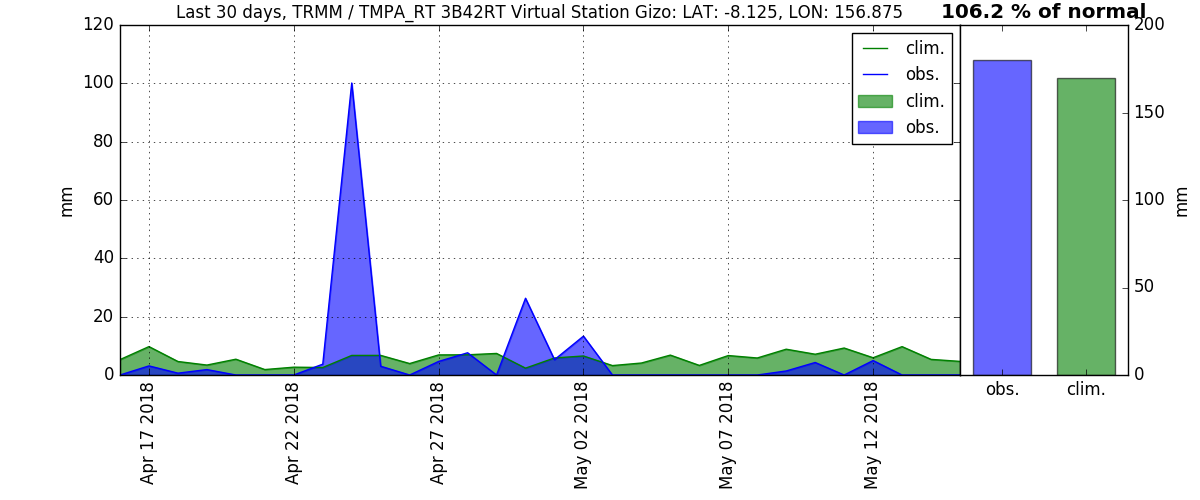 Last 30 days, TRMM / TMPA_RT 3B42RT Virtual Station Gizo: LAT: -8.125, LON: 156.875
106.2 % of normal
120
100
80
60
40
20
0
mm
clim.
obs.
clim.
obs.
200
150
100
50
0
mm
obs.
clim.
Apr 17 2018
Apr 22 2018
Apr 27 2018
May 02 2018
May 07 2018
May 12 2018